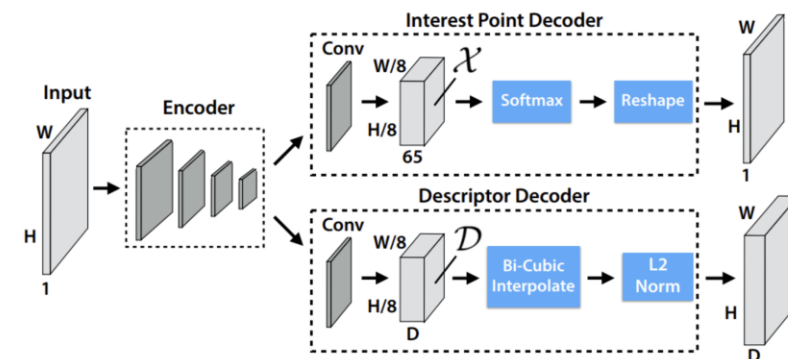 Interest Point Decoder
Conv
W/8
X
Softmax
Reshape
H/8
65
W
H
1
Input
W
H
1
Encoder
Descriptor Decoder
Conv
W/8
D
Bi-Cubic
Interpolate
L2
Norm
H/8
D
W
H
D